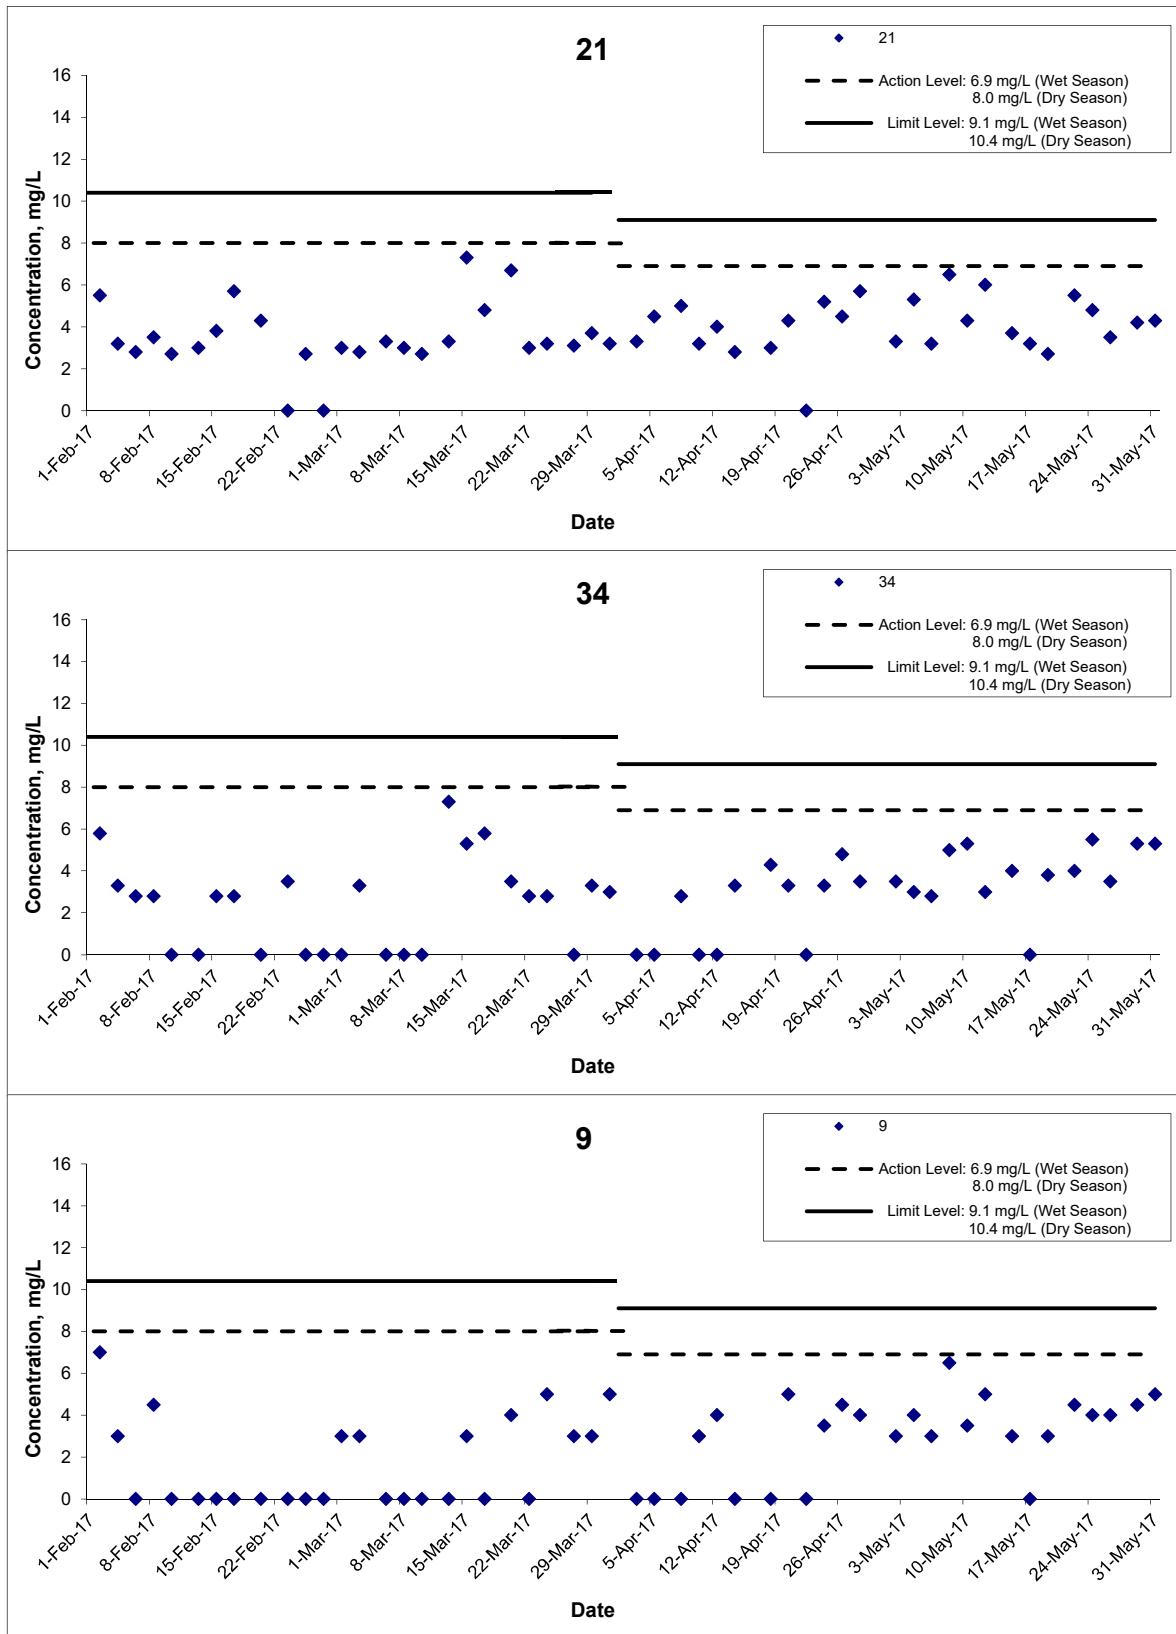 21
21
Action Level: 6.9 mg/L (Wet Season)
8.0 mg/L (Dry Season)
Limit Level: 9.1 mg/L (Wet Season)
10.4 mg/L (Dry Season)
Concentration, mg/L
16
14
12
10
8
6
4
2
0
1-Feb-17
8-Feb-17
15-Feb-17
22-Feb-17
1-Mar-17
8-Mar-17
15-Mar-17
22-Mar-17
29-Mar-17
5-Apr-17
12-Apr-17
19-Apr-17
26-Apr-17
3-May-17
10-May-17
17-May-17
24-May-17
31-May-17
Date
34
34
Action Level: 6.9 mg/L (Wet Season)
8.0 mg/L (Dry Season)
Limit Level: 9.1 mg/L (Wet Season)
10.4 mg/L (Dry Season)
Concentration, mg/L
16
14
12
10
8
6
4
2
0
1-Feb-17
8-Feb-17
15-Feb-17
22-Feb-17
1-Mar-17
8-Mar-17
15-Mar-17
22-Mar-17
29-Mar-17
5-Apr-17
12-Apr-17
19-Apr-17
26-Apr-17
3-May-17
10-May-17
17-May-17
24-May-17
31-May-17
Date
9
9
Action Level: 6.9 mg/L (Wet Season)
8.0 mg/L (Dry Season)
Limit Level: 9.1 mg/L (Wet Season)
10.4 mg/L (Dry Season)
Concentration, mg/L
16
14
12
10
8
6
4
2
0
1-Feb-17
8-Feb-17
15-Feb-17
22-Feb-17
1-Mar-17
8-Mar-17
15-Mar-17
22-Mar-17
29-Mar-17
5-Apr-17
12-Apr-17
19-Apr-17
26-Apr-17
3-May-17
10-May-17
17-May-17
24-May-17
31-May-17
Date